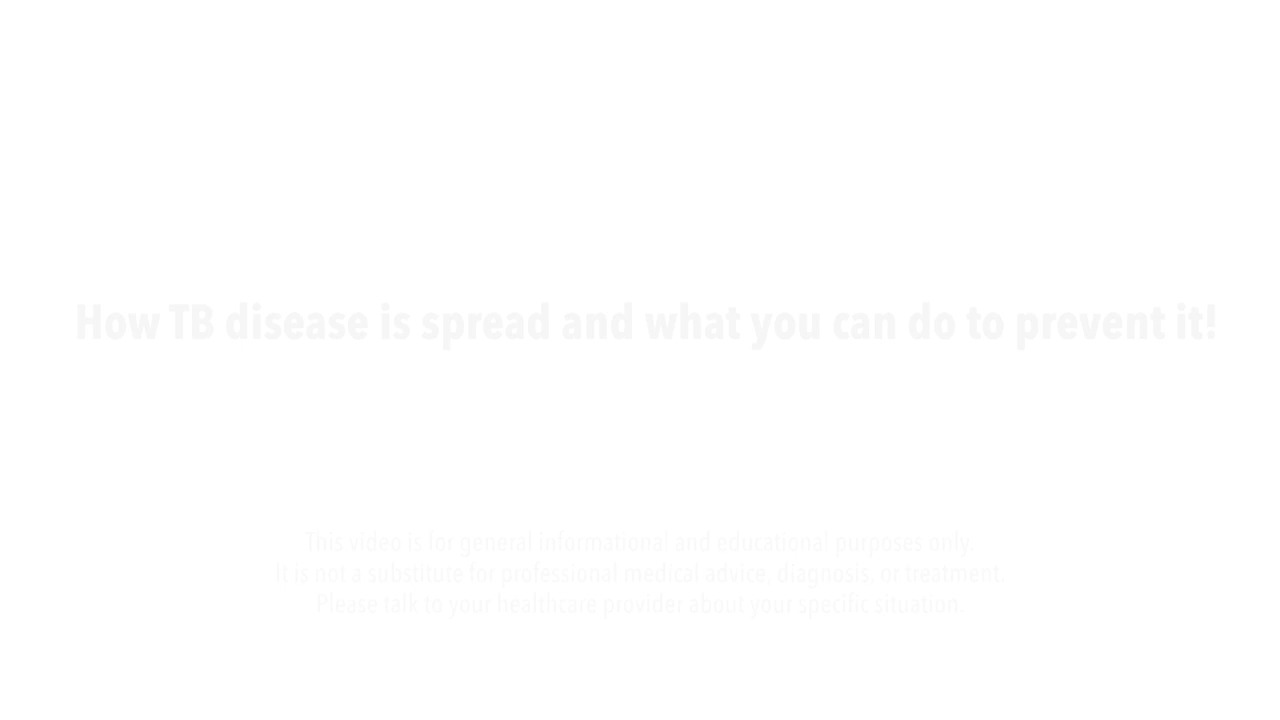 How TB disease is spread and what you can do to prevent it!
This video is for general informational and educational purposes only.
It is not a substitute for professional medical advice, diagnosis, or treatment.
Please talk to your healthcare provider about your specific situation.